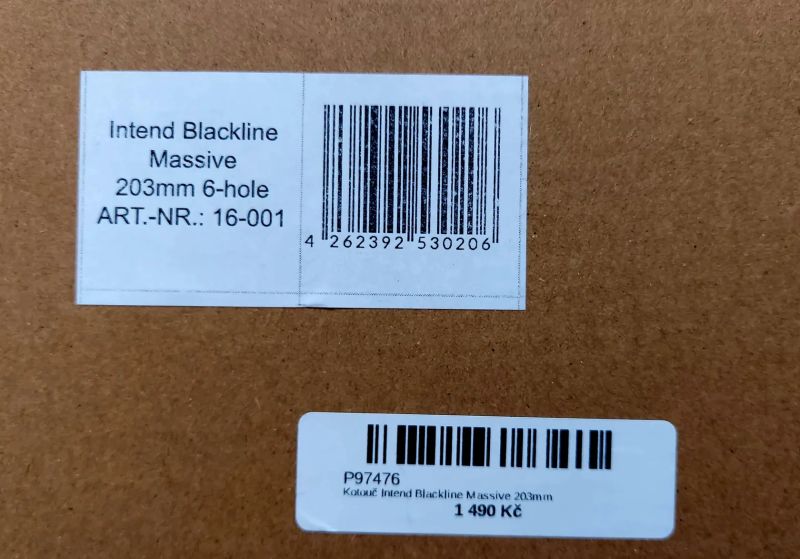 Intend Blackline
Massive
203mm 6-hole
ART.-NR.: 16-001
4 262392 530206
P97476
Kotouč Intend Blackline Massive 203mm
1 490 Kč